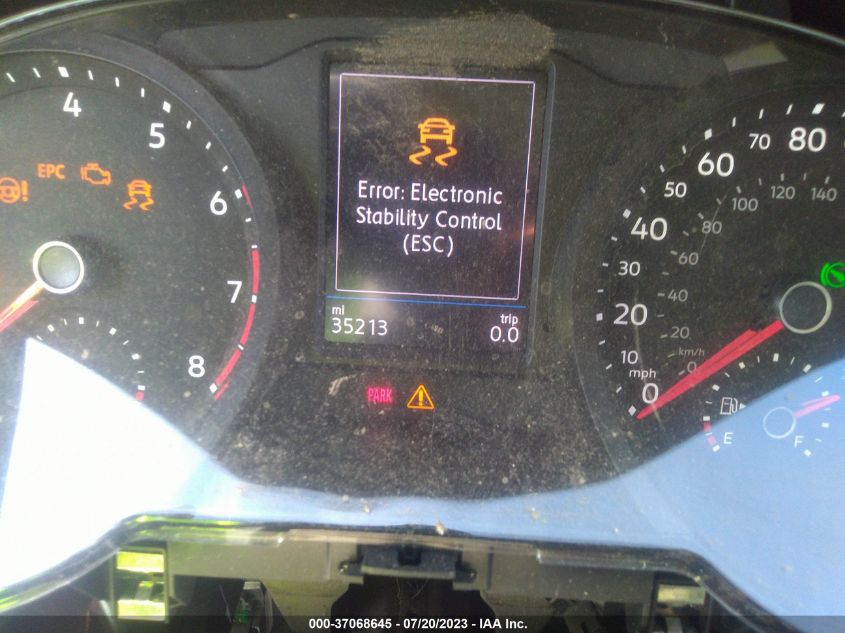 4
5
6
7
8
EPC
!
Error: Electronic
Stability Control
(ESC)
mi
35213
trip
0.0
PARK
!
0
10
20
30
40
50
60
70
80
mph
0
20
40
60
80
100
120
140
km/h
E
F
000-37068645 / 07/20/2023 - IAA Inc.